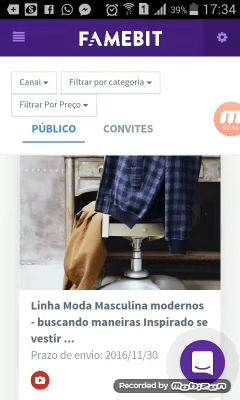 39% 17:34
FAMEBIT
Canal
Filtrar por categoria
Filtrar Por Preço
PÚBLICO CONVITES
Linha Moda Masculina modernos
- buscando maneiras Inspirado se
vestir ...
Prazo de envio: 2016/11/30
Recorded by Mobizen